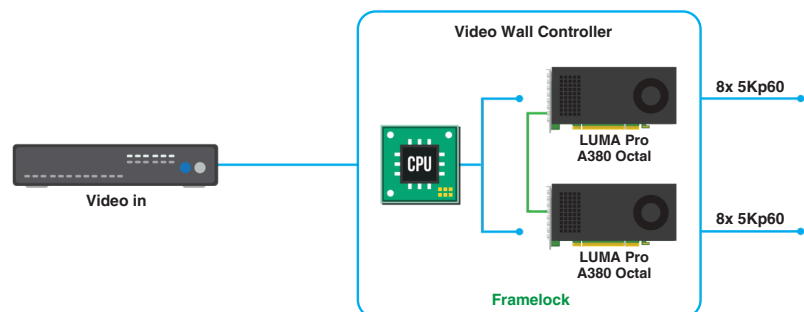 Video Wall Controller
8x 5Kp60
LUMA Pro
A380 Octal
CPU
Video in
8x 5Kp60
LUMA Pro
A380 Octal
Framelock